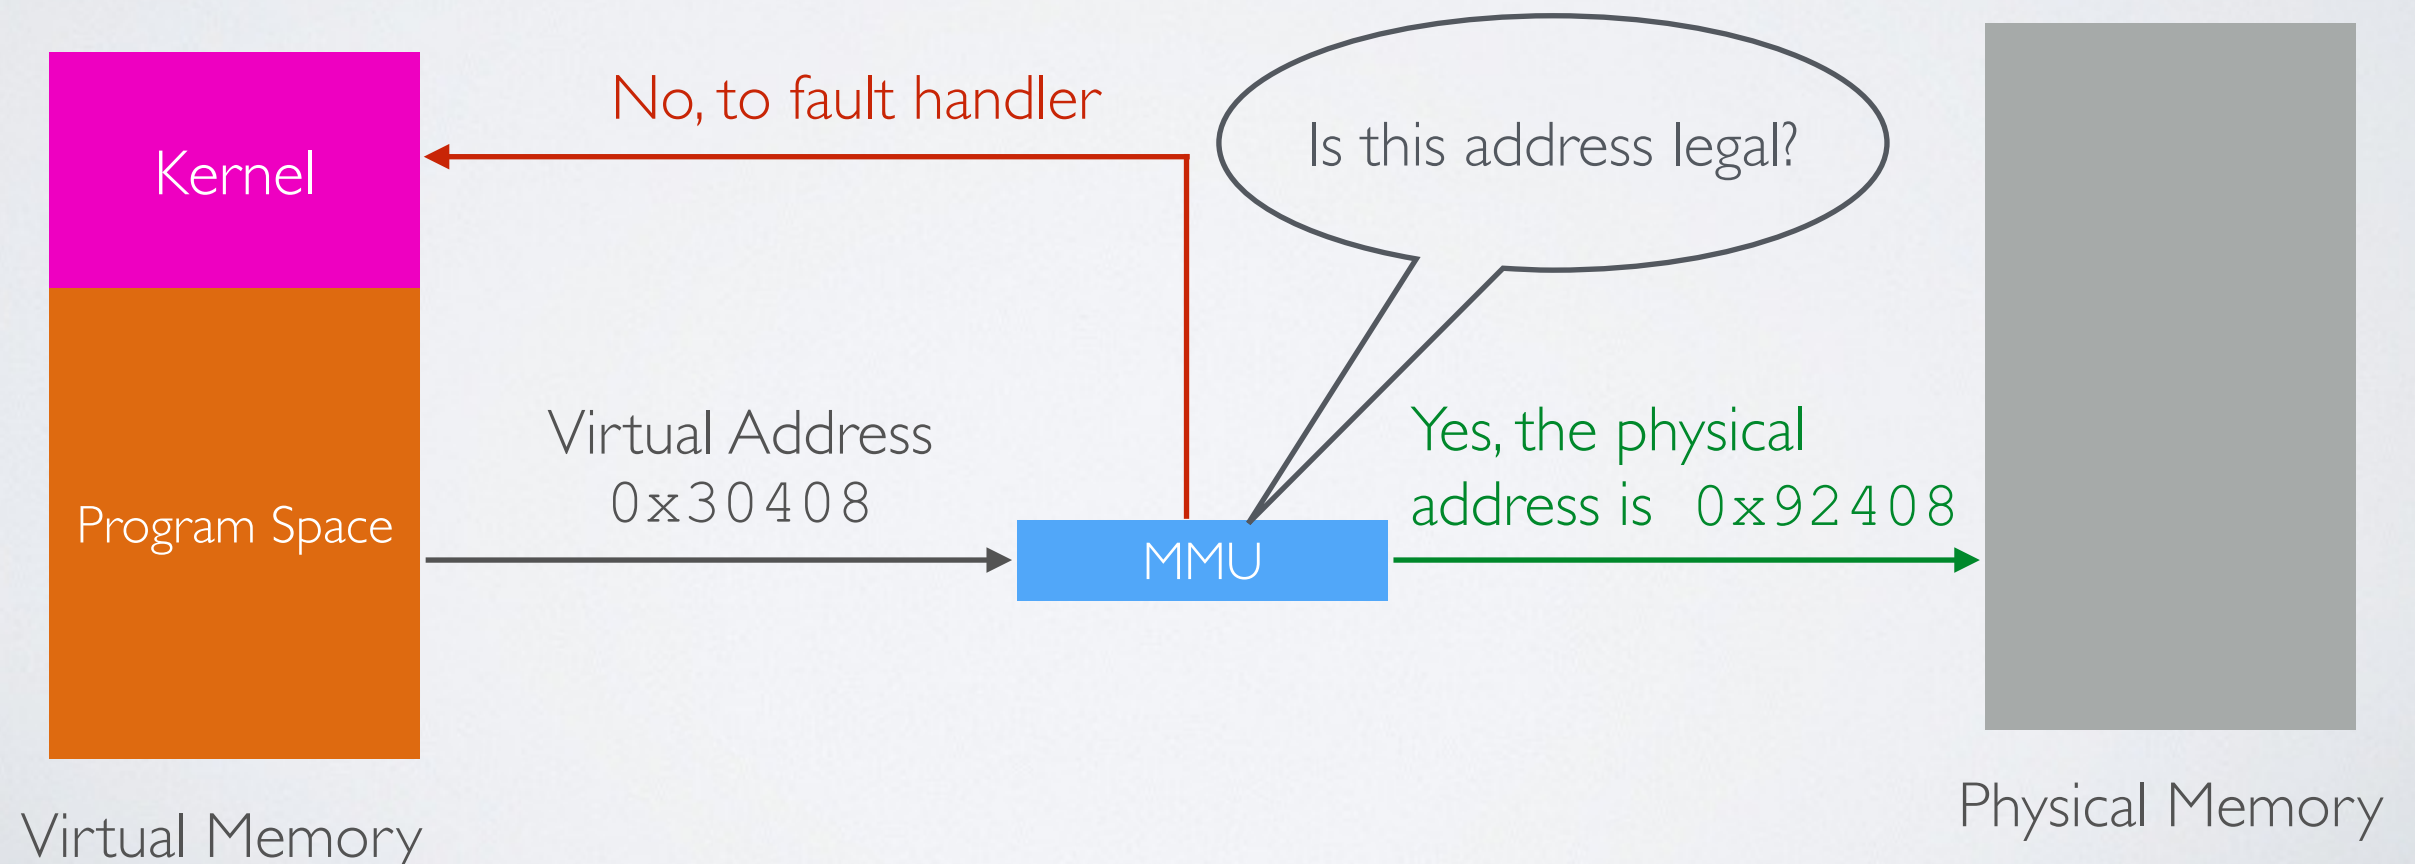 No, to fault handler
Is this address legal?
Kernel
Virtual Address
0x30408
Yes, the physical
address is 0x92408
Program Space
MMU
Virtual Memory
Physical Memory